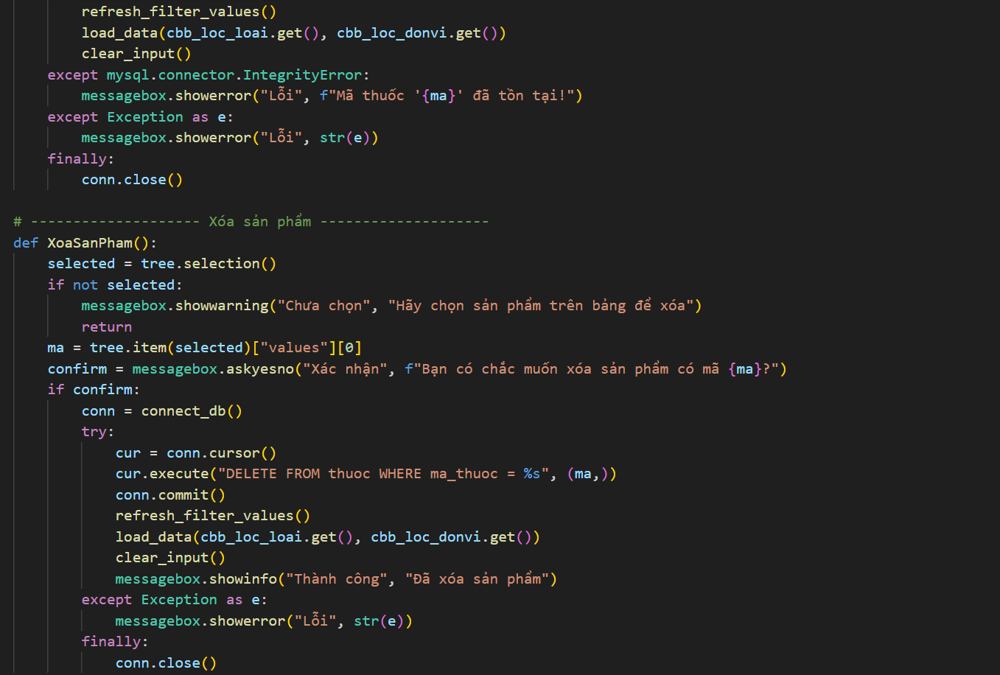 refresh_filter_values()
load_data(cbb_loc_loai.get(), cbb_loc_donvi.get())
clear_input()
except mysql.connector.IntegrityError:
messagebox.showerror("Lỗi", f"Mã thuốc '{ma}' đã tồn tại!")
except Exception as e:
messagebox.showerror("Lỗi", str(e))
finally:
conn.close()
# -------------------- Xóa sản phẩm --------------------
def XoaSanPham():
selected = tree.selection()
if not selected:
messagebox.showwarning("Chưa chọn", "Hãy chọn sản phẩm trên bảng để xóa")
return
ma = tree.item(selected)["values"][0]
confirm = messagebox.askyesno("Xác nhận", f"Bạn có chắc muốn xóa sản phẩm có mã {ma}?")
if confirm:
conn = connect_db()
try:
cur = conn.cursor()
cur.execute("DELETE FROM thuoc WHERE ma_thuoc = %s", (ma,))
conn.commit()
refresh_filter_values()
load_data(cbb_loc_loai.get(), cbb_loc_donvi.get())
clear_input()
messagebox.showinfo("Thành công", "Đã xóa sản phẩm")
except Exception as e:
messagebox.showerror("Lỗi", str(e))
finally:
conn.close()